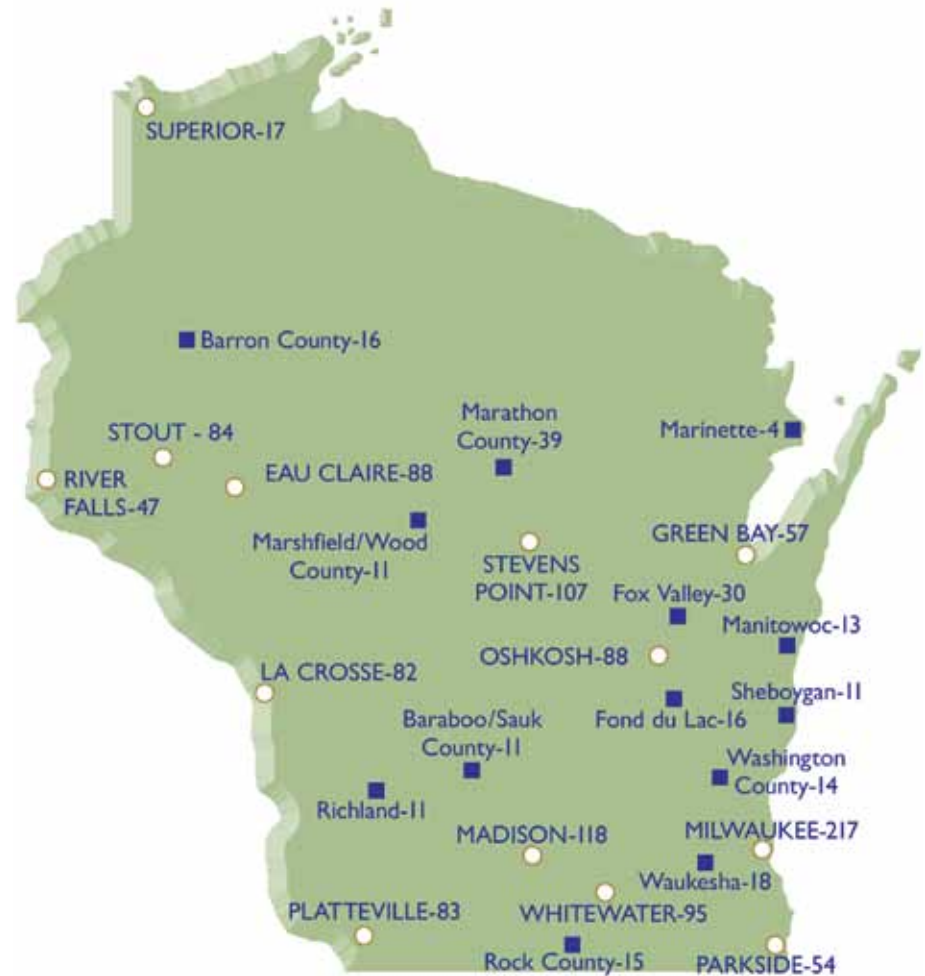 SUPERIOR-17
Barron County-16
STOUT - 84
Marathon
County-39
Marinette-4
RIVER
FALLS-47
EAU CLAIRE-88
Marshfield/Wood
County-11
STEVENS
POINT-107
GREEN BAY-57
Fox Valley-30
Manitowoc-13
OSHKOSH-88
LA CROSSE-82
Sheboygan-11
Baraboo/Sauk
County-11
Fond du Lac-16
Washington
County-14
Richland-11
MADISON-118
MILWAUKEE-217
Waukesha-18
PLATTEVILLE-83
WHITEWATER-95
Rock County-15
PARKSIDE-54